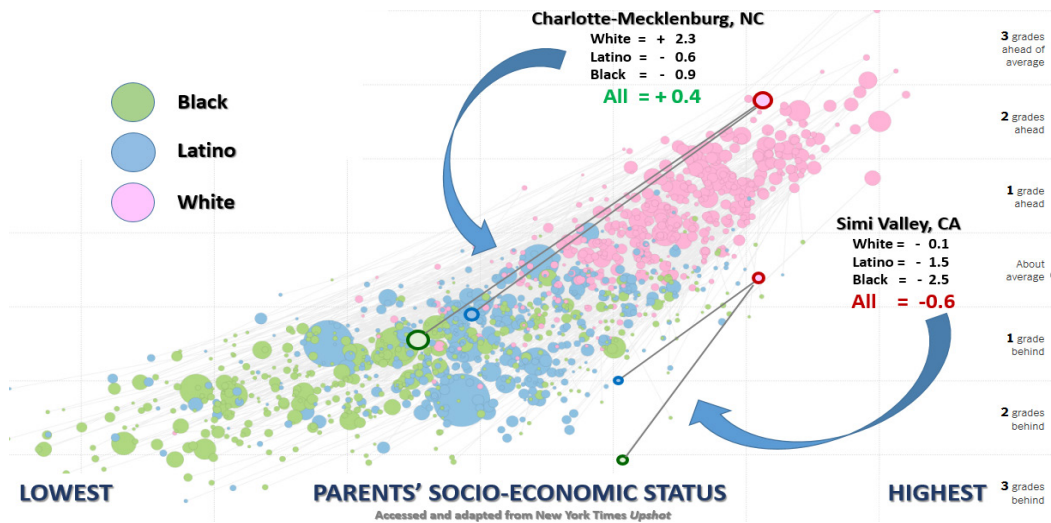 Charlotte-Mecklenburg, NC
White = + 2.3
Latino = - 0.6
Black = - 0.9
All = + 0.4
Black
Latino
White
3 grades
ahead of
average
2 grades
ahead
1 grade
ahead
Simi Valley, CA
White = - 0.1
Latino = - 1.5
Black = - 2.5
All = -0.6
About
average
1 grade
behind
2 grades
behind
3 grades
behind
LOWEST
PARENTS' SOCIO-ECONOMIC STATUS
HIGHEST
Accessed and adapted from New York Times Upshot